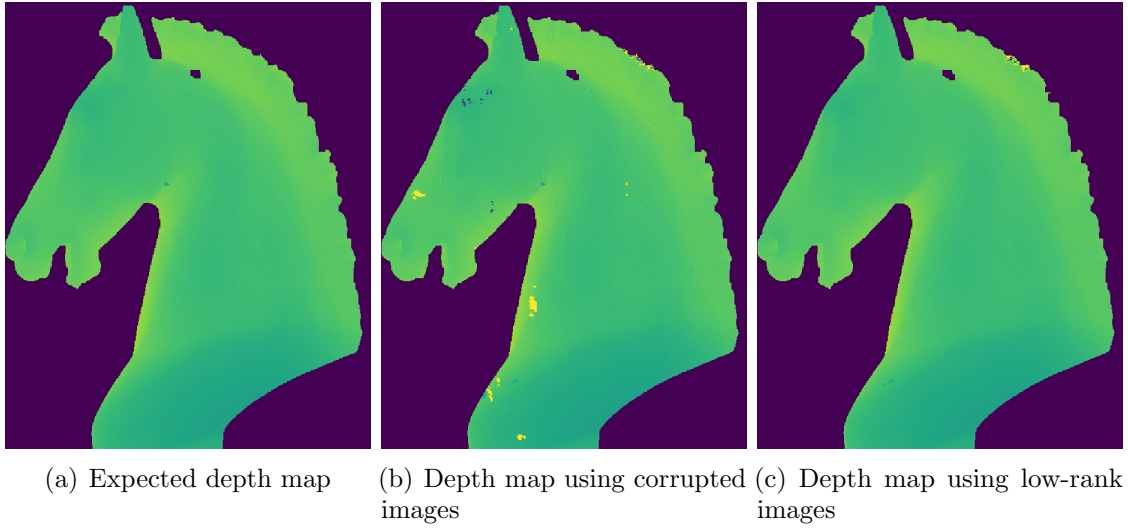 (a) Expected depth map
(b) Depth map using corrupted
images
(c) Depth map using low-rank
images